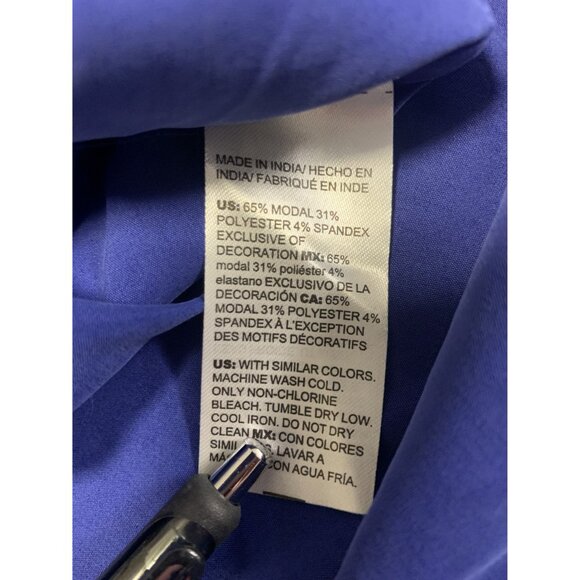 MADE IN INDIA/ HECHO EN
INDIA/ FABRIQUÉ EN INDE
US: 65% MODAL 31%
POLYESTER 4% SPANDEX
EXCLUSIVE OF
DECORATION MX: 65%
modal 31% poliéster 4%
elastano EXCLUSIVO DE LA
DECORACIÓN CA: 65%
MODAL 31% POLYESTER 4%
SPANDEX À L'EXCEPTION
DES MOTIFS DÉCORATIFS
US: WITH SIMILAR COLORS.
MACHINE WASH COLD.
ONLY NON-CHLORINE
BLEACH. TUMBLE DRY LOW.
COOL IRON. DO NOT DRY
CLEAN MX: CON COLORES
LAVAR A
CON AGUA FRÍA.